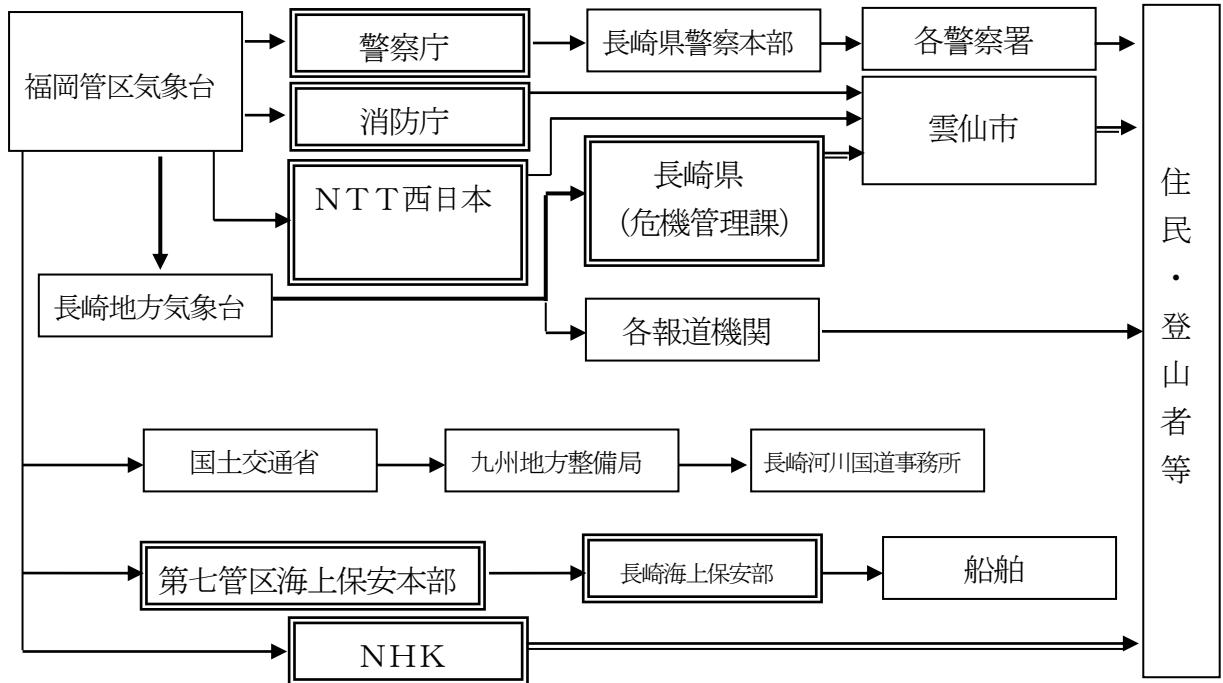 福岡管区気象台
警察庁
長崎県警察本部
各警察署
消防庁
雲仙市
NTT西日本
長崎県
(危機管理課)
長崎地方気象台
各報道機関
国土交通省
九州地方整備局
長崎河川国道事務所
第七管区海上保安本部
長崎海上保安部
船舶
NHK
住民・登山者等